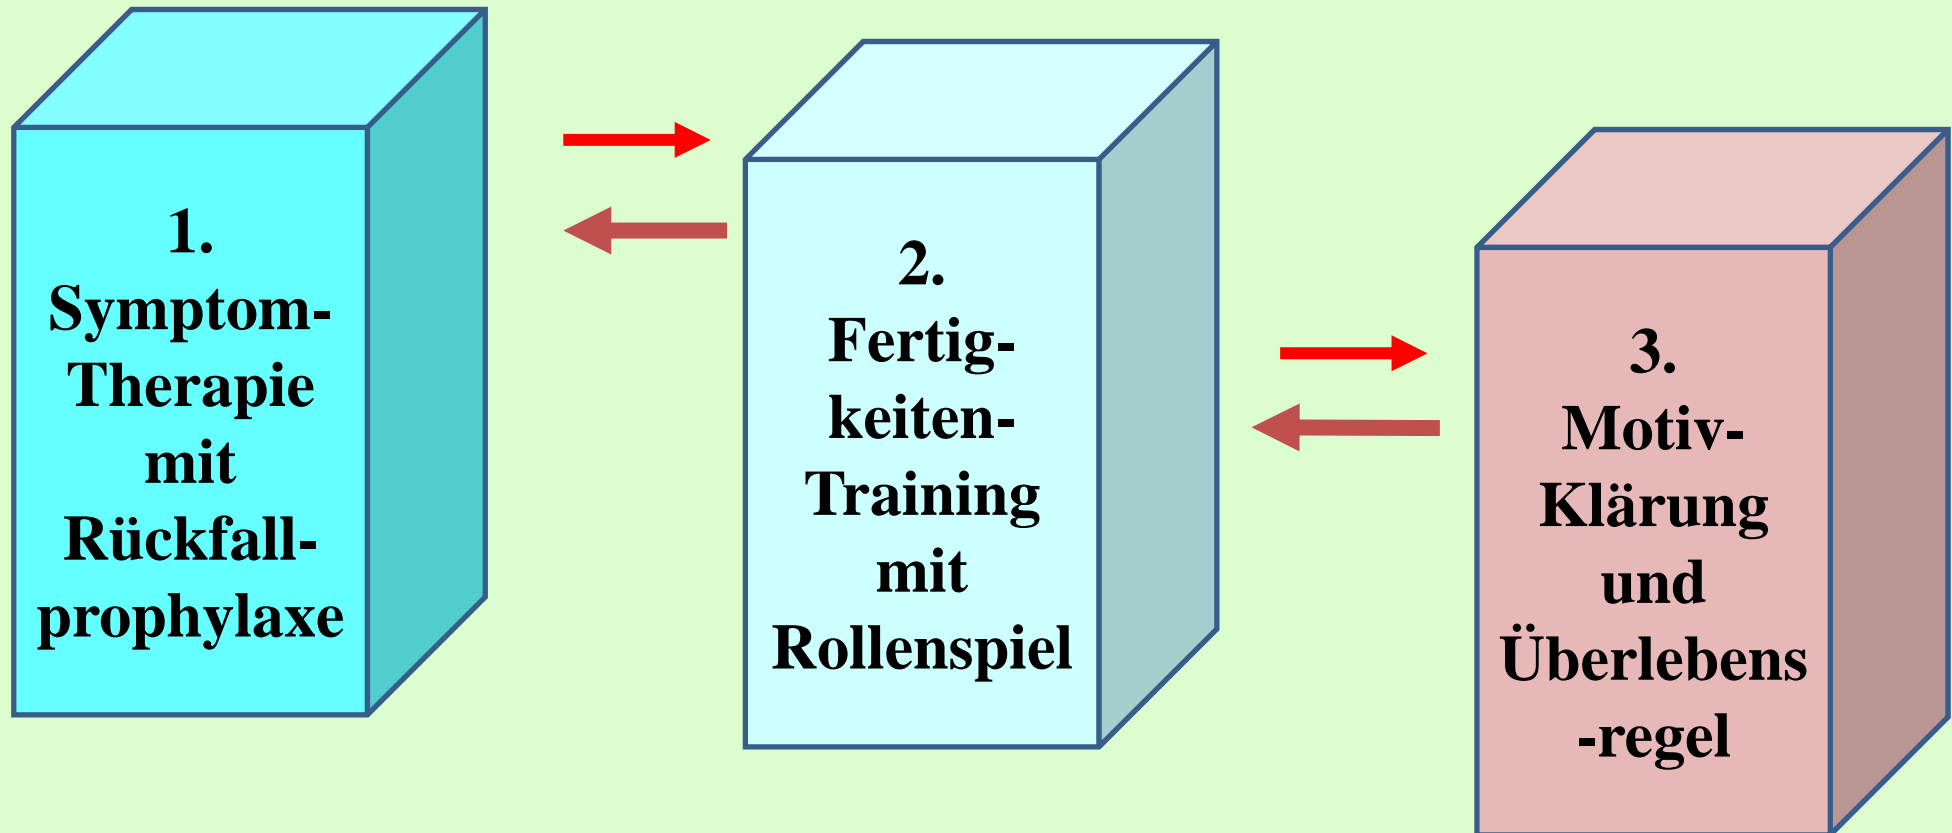 1.
Symptom-
Therapie
mit
Rückfall-
prophylaxe
2.
Fertig-
keiten-
Training
mit
Rollenspiel
3.
Motiv-
Klärung
und
Überlebens
-regel